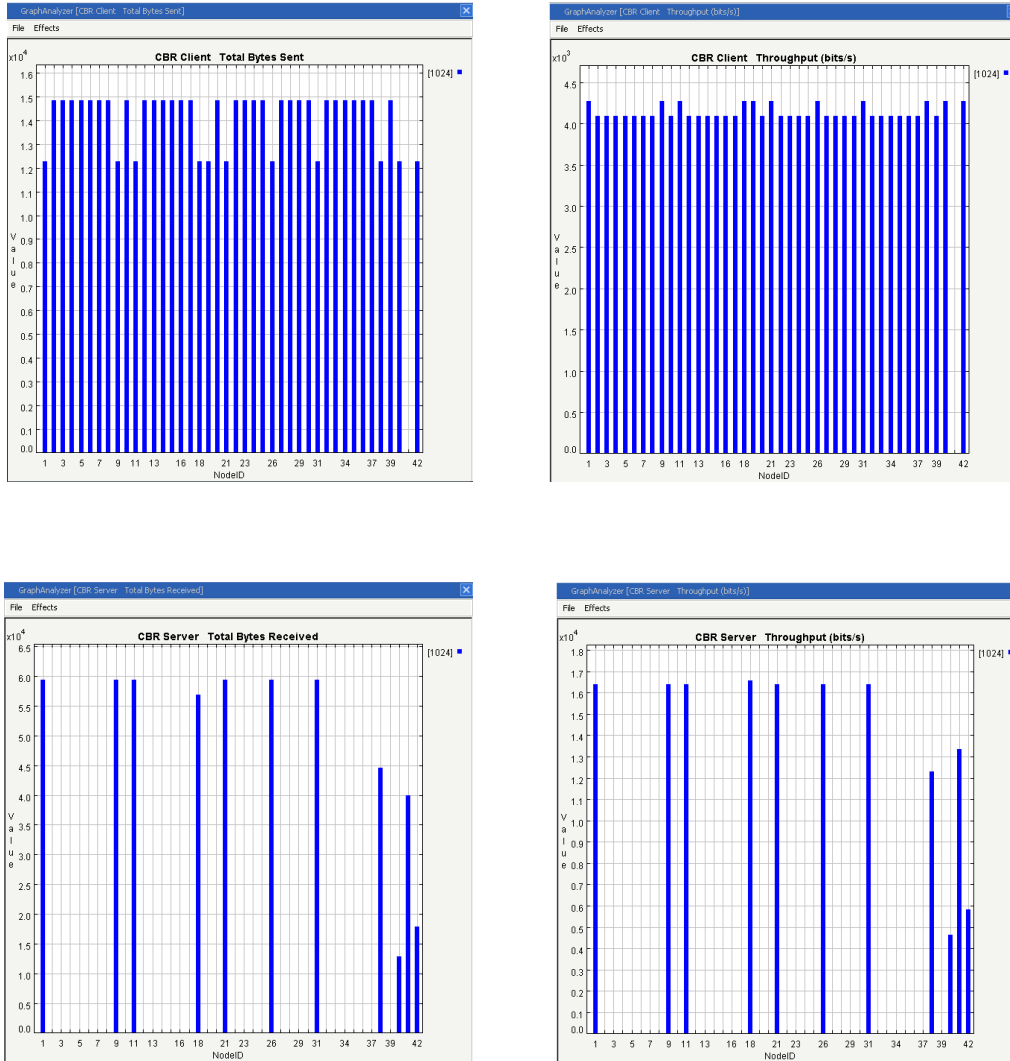 GraphAnalyzer [CBR Client Total Bytes Sent]
File Effects
CBR Client Total Bytes Sent
x10^4
[1024]
1.6
1.5
1.4
1.3
1.2
1.1
1.0
0.9
0.8
0.7
0.6
0.5
0.4
0.3
0.2
0.1
0.0
Value
1 3 5 7 9 11 13 16 18 21 23 26 29 31 34 37 39 42
NodeID
GraphAnalyzer [CBR Client Throughput (bits/s)]
File Effects
CBR Client Throughput (bits/s)
x10^3
[1024]
4.5
4.0
3.5
3.0
2.5
2.0
1.5
1.0
0.5
0.0
Value
1 3 5 7 9 11 13 16 18 21 23 26 29 31 34 37 39 42
NodeID
GraphAnalyzer [CBR Server Total Bytes Received]
File Effects
CBR Server Total Bytes Received
x10^4
[1024]
6.5
6.0
5.5
5.0
4.5
4.0
3.5
3.0
2.5
2.0
1.5
1.0
0.5
0.0
Value
1 3 5 7 9 11 13 16 18 21 23 26 29 31 34 37 39 42
NodeID
GraphAnalyzer [CBR Server Throughput (bits/s)]
File Effects
CBR Server Throughput (bits/s)
x10^4
[1024]
1.8
1.7
1.6
1.5
1.4
1.3
1.2
1.1
1.0
0.9
0.8
0.7
0.6
0.5
0.4
0.3
0.2
0.1
0.0
Value
1 3 5 7 9 11 13 16 18 21 23 26 29 31 34 37 39 42
NodeID